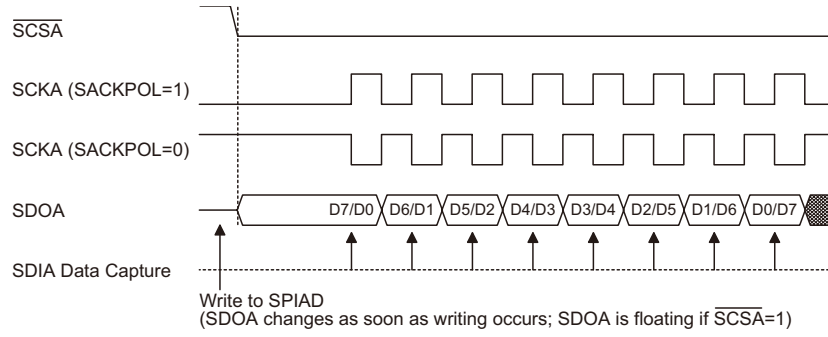 S̅C̅S̅A̅
SCKA (SACKPOL=1)
SCKA (SACKPOL=0)
SDOA D7/D0 D6/D1 D5/D2 D4/D3 D3/D4 D2/D5 D1/D6 D0/D7
SDIA Data Capture
Write to SPIAD
(SDOA changes as soon as writing occurs; SDOA is floating if S̅C̅S̅A̅=1)